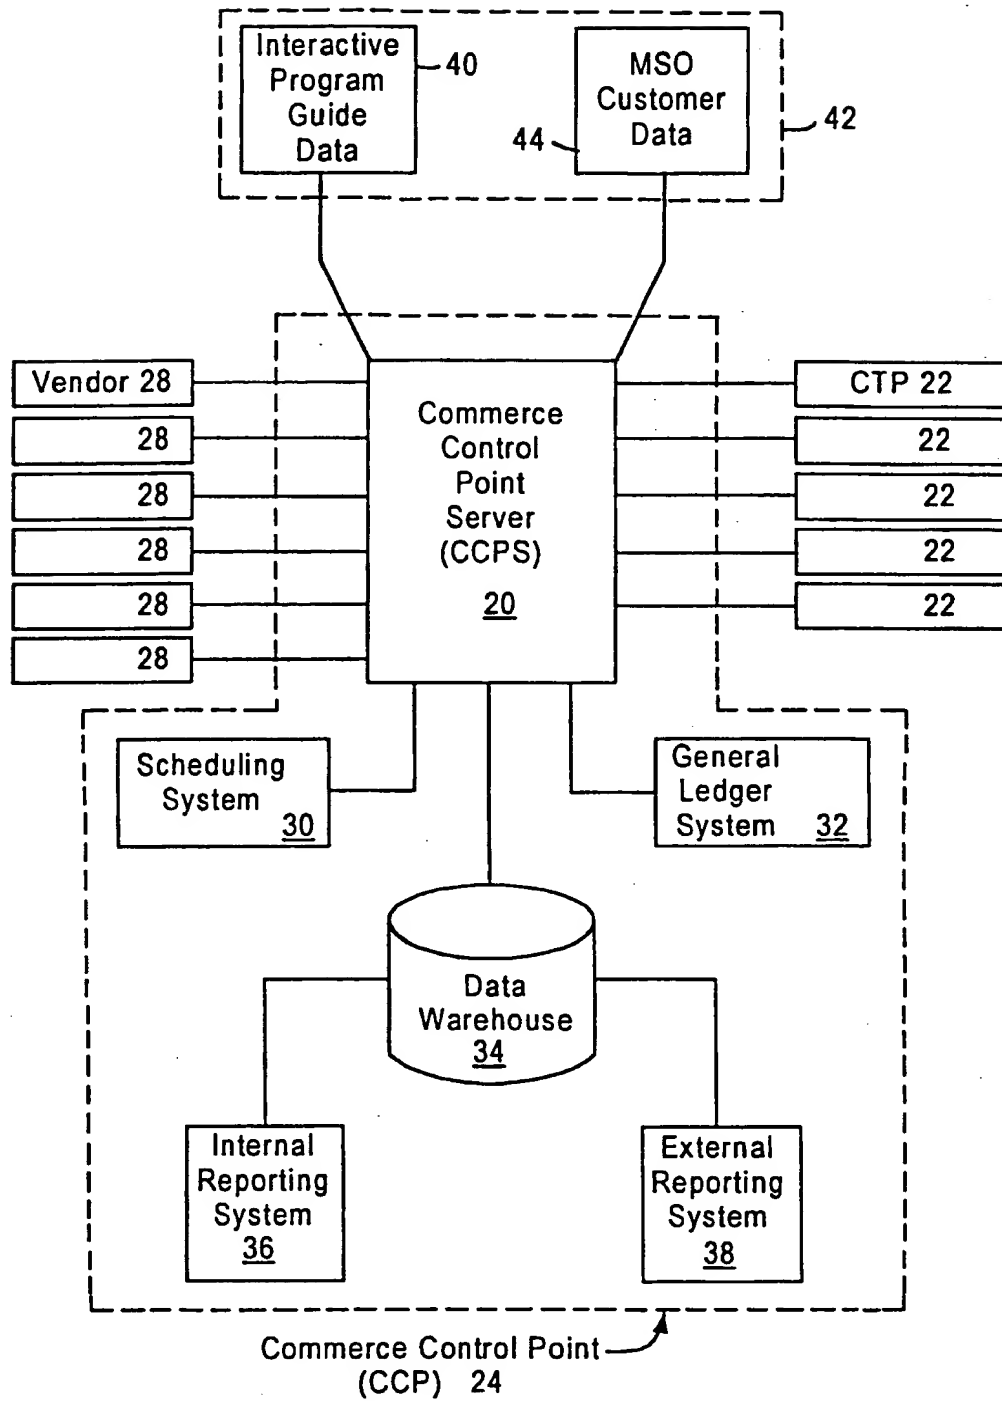 Interactive
Program
Guide
Data
40
MSO
Customer
Data
44
42
Vendor 28
28
28
28
28
28
Commerce
Control
Point
Server
(CCPS)
20
CTP 22
22
22
22
22
Scheduling
System
30
General
Ledger
System 32
Data
Warehouse
34
Internal
Reporting
System
36
External
Reporting
System
38
Commerce Control Point
(CCP) 24